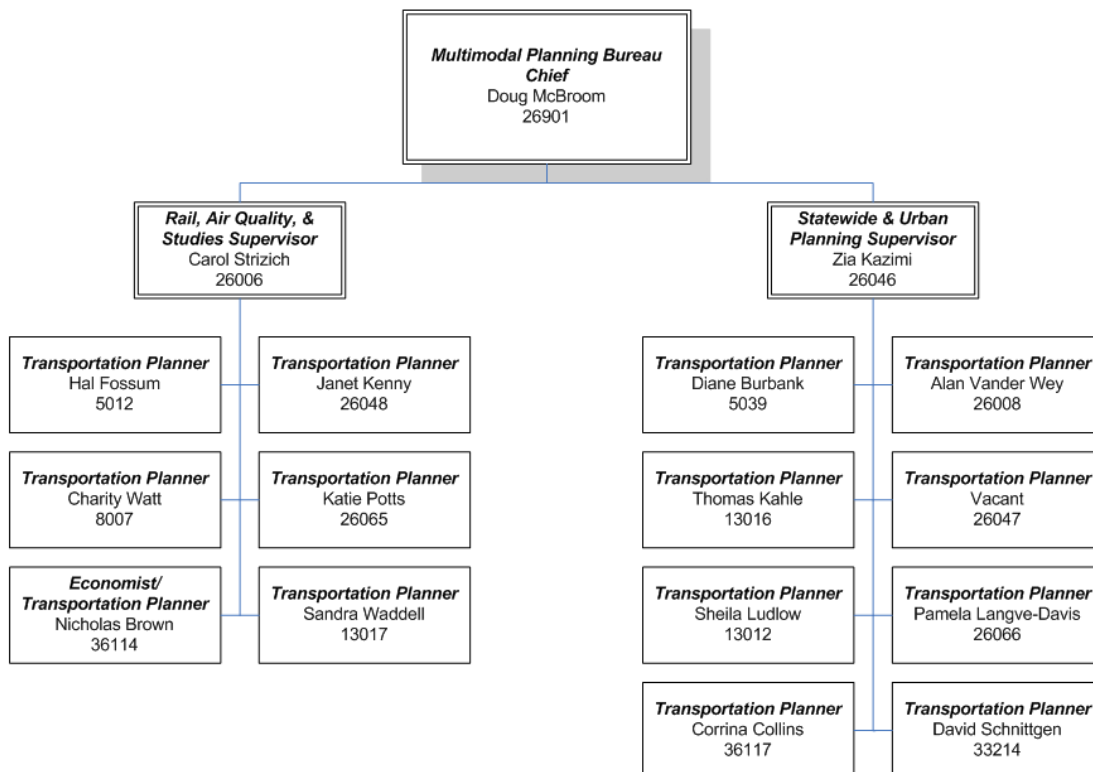 Multimodal Planning Bureau
Chief
Doug McBroom
26901
Rail, Air Quality, &
Studies Supervisor
Carol Strizich
26006
Statewide & Urban
Planning Supervisor
Zia Kazimi
26046
Transportation Planner
Hal Fossum
5012
Transportation Planner
Janet Kenny
26048
Transportation Planner
Diane Burbank
5039
Transportation Planner
Alan Vander Wey
26008
Transportation Planner
Charity Watt
8007
Transportation Planner
Katie Potts
26065
Transportation Planner
Thomas Kahle
13016
Transportation Planner
Vacant
26047
Economist/
Transportation Planner
Nicholas Brown
36114
Transportation Planner
Sandra Waddell
13017
Transportation Planner
Sheila Ludlow
13012
Transportation Planner
Pamela Langve-Davis
26066
Transportation Planner
Corrina Collins
36117
Transportation Planner
David Schnittgen
33214